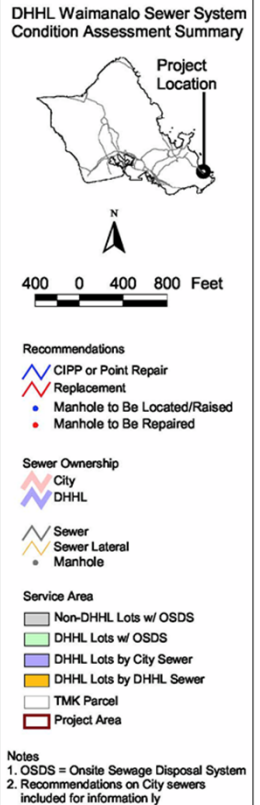 DHHL Waimanalo Sewer System
Condition Assessment Summary
Project
Location
N
400 0 400 800 Feet
Recommendations
CIPP or Point Repair
Replacement
Manhole to Be Located/Raised
Manhole to Be Repaired
Sewer Ownership
City
DHHL
Sewer
Sewer Lateral
Manhole
Service Area
Non-DHHL Lots w/ OSDS
DHHL Lots w/ OSDS
DHHL Lots by City Sewer
DHHL Lots by DHHL Sewer
TMK Parcel
Project Area
Notes
1. OSDS = Onsite Sewage Disposal System
2. Recommendations on City sewers
included for information ly